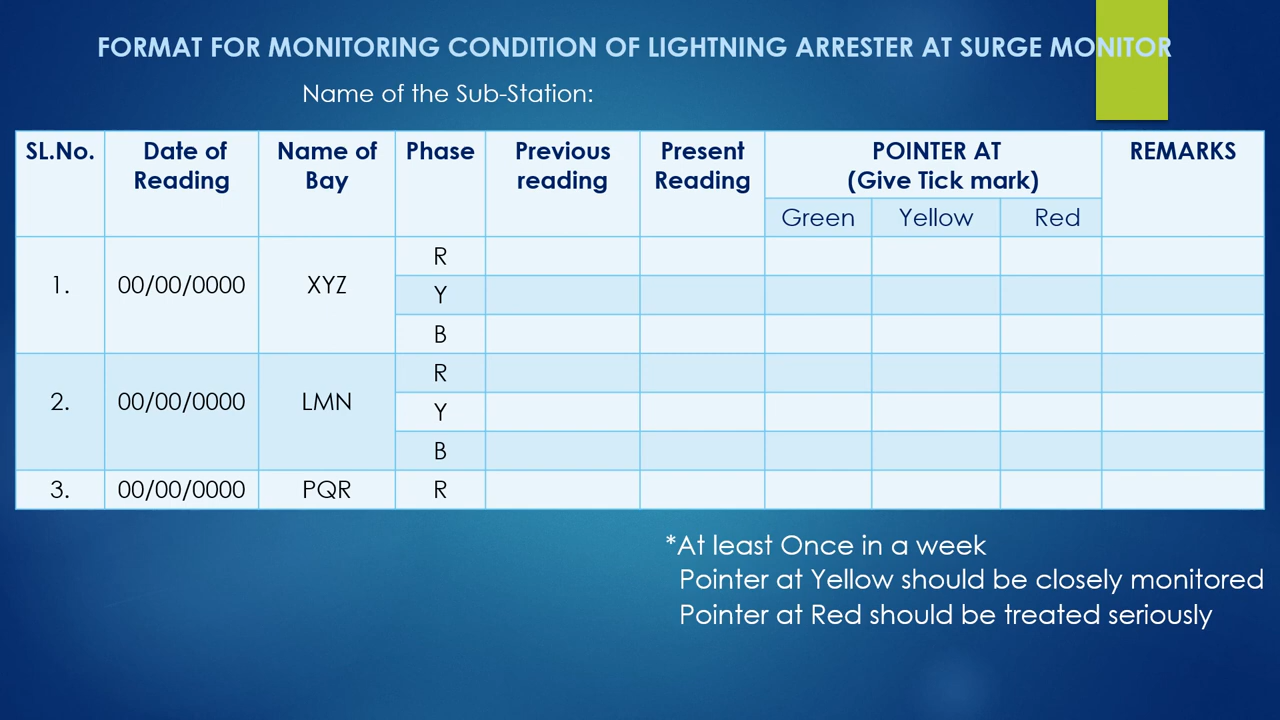 FORMAT FOR MONITORING CONDITION OF LIGHTNING ARRESTER AT SURGE MONITOR
Name of the Sub-Station:
SL.No. Date of Reading Name of Bay Phase Previous reading Present Reading POINTER AT (Give Tick mark) REMARKS
Green Yellow Red
1. 00/00/0000 XYZ R
Y
B
2. 00/00/0000 LMN R
Y
B
3. 00/00/0000 PQR R
*At least Once in a week
Pointer at Yellow should be closely monitored
Pointer at Red should be treated seriously